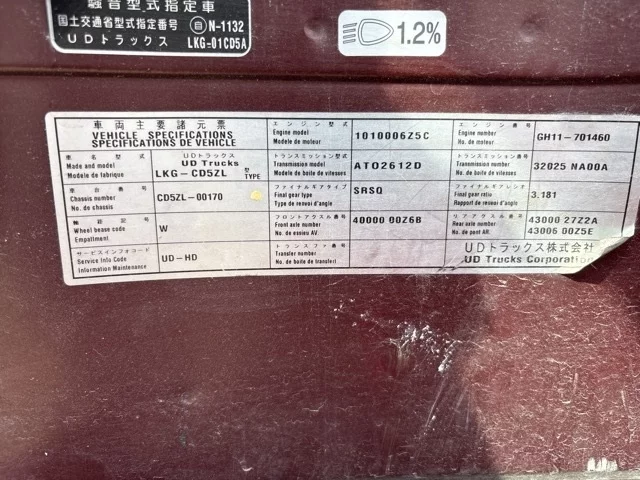 騒音型式指定車
国土交通省型式指定番号 自 N-1132
UDトラックス LKG-01CD5A
1.2%
車両主要諸元票
VEHICLE SPECIFICATIONS
SPECIFICATIONS DE VEHICLE
エンジン型式
Engine model
Modele de moteur
1010006Z5C
エンジン番号
Engine number
No. de moteur
GH11-701460
車名型式
Made and model
Modele de fabrique
UDトラックス
UD Trucks
LKG-CD5ZL 型 TYPE
トランスミッション型式
Transmission model
Modele de boite de vitesses
ATO2612D
トランスミッション番号
Transmission number
No. de boite de vitesses
32025 NA00A
車台番号
Chassis number
No. de chassis
CD5ZL-00170
ファイナルギアタイプ
Final gear type
Type de renvoi d'angle
SRSQ
ファイナルギアレシオ
Final gear ratio
Rapport de renvoi d'angle
3.181
軸距記号
Wheel base code
Empattement
W
フロントアクスル番号
Front axle number
No. de essieu AV.
40000 00Z6B
リアアクスル番号
Rear axle number
No. de pont AR.
43000 27Z2A
43006 00Z5E
サービスインフォコード
Service Info Code
Information Maintenance
UD-HD
トランスファ番号
Transfer number
No. de boite de transfert
UDトラックス株式会社
UD Trucks Corporation